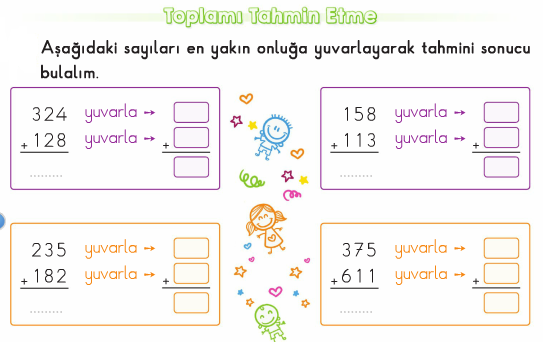 Toplamı Tahmin Etme
Aşağıdaki sayıları en yakın onluğa yuvarlayarak tahmini sonucu
bulalım.
324 yuvarla →
+ 128 yuvarla → +
.........
158 yuvarla →
+ 113 yuvarla → +
.........
235 yuvarla →
+ 182 yuvarla → +
.........
375 yuvarla →
+ 611 yuvarla → +
.........